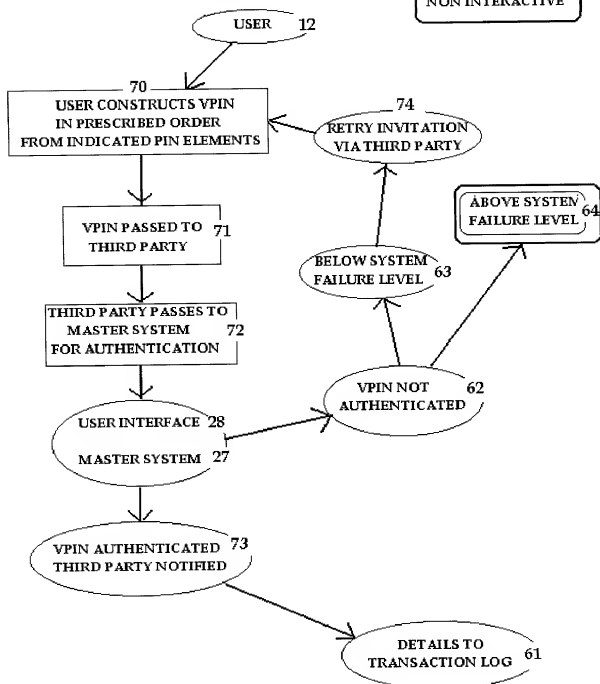 NON INTERACTIVE
USER 12
70
USER CONSTRUCTS VPIN
IN PRESCRIBED ORDER
FROM INDICATED PIN ELEMENTS
74
RETRY INVITATION
VIA THIRD PARTY
ABOVE SYSTEM
FAILURE LEVEL 64
VPIN PASSED TO 71
THIRD PARTY
BELOW SYSTEM
FAILURE LEVEL 63
THIRD PARTY PASSES TO
MASTER SYSTEM 72
FOR AUTHENTICATION
VPIN NOT 62
AUTHENTICATED
USER INTERFACE 28
MASTER SYSTEM 27
VPIN AUTHENTICATED 73
THIRD PARTY NOTIFIED
DETAILS TO
TRANSACTION LOG 61